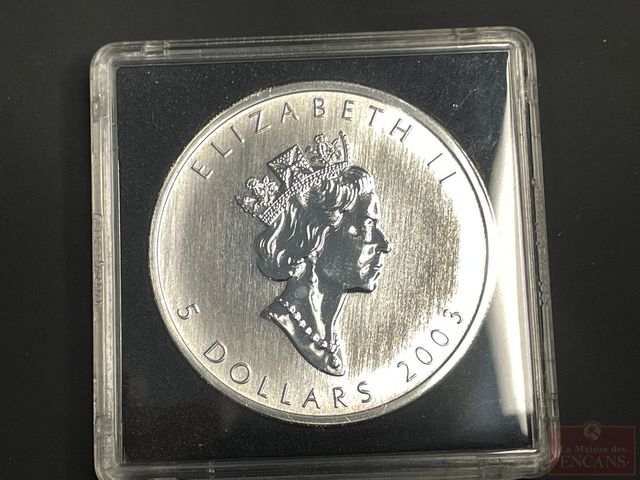 ELIZABETH II
5 DOLLARS 2003
La Maison des
ENCANS